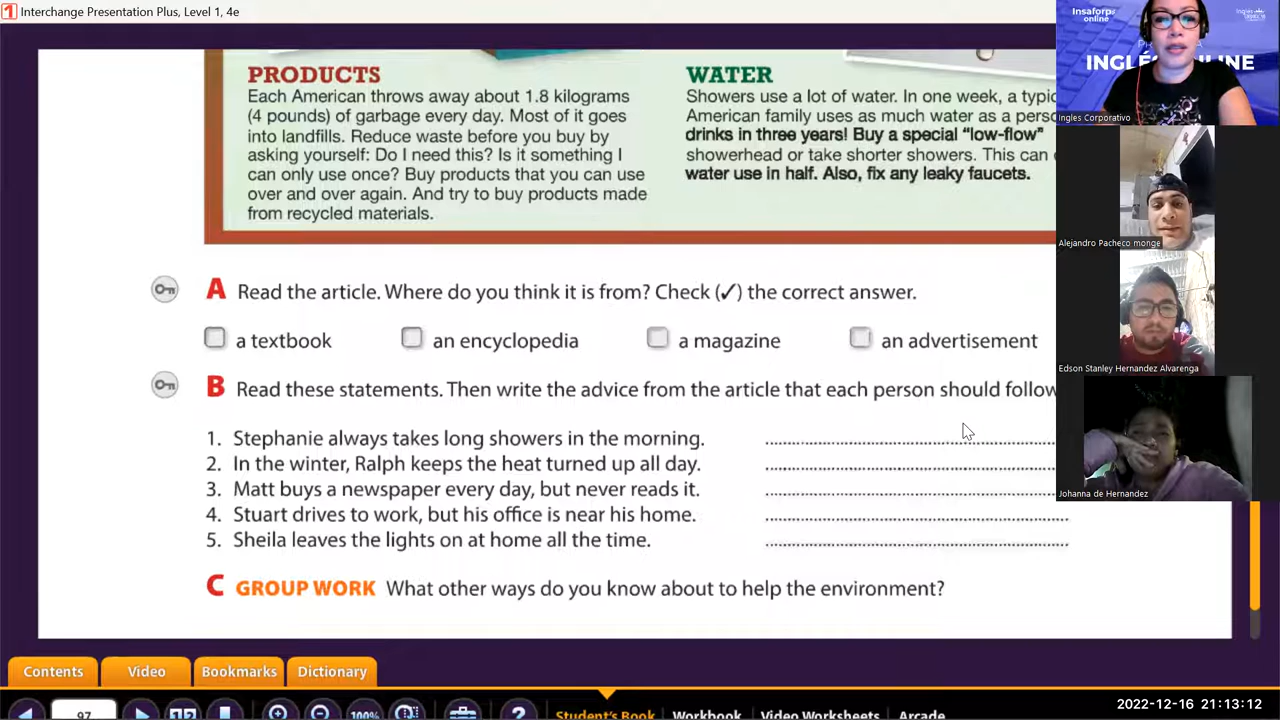 Interchange Presentation Plus, Level 1, 4e
PRODUCTS
Each American throws away about 1.8 kilograms
(4 pounds) of garbage every day. Most of it goes
into landfills. Reduce waste before you buy by
asking yourself: Do I need this? Is it something I
can only use once? Buy products that you can use
over and over again. And try to buy products made
from recycled materials.
WATER
Showers use a lot of water. In one week, a
American family uses as much water as a
drinks in three years! Buy a special “low-flow”
showerhead or take shorter showers. This can
water use in half. Also, fix any leaky faucets.
A Read the article. Where do you think it is from? Check (✓) the correct answer.
a textbook an encyclopedia a magazine an advertisement
B Read these statements. Then write the advice from the article that each person should follow
1. Stephanie always takes long showers in the morning.
2. In the winter, Ralph keeps the heat turned up all day.
3. Matt buys a newspaper every day, but never reads it.
4. Stuart drives to work, but his office is near his home.
5. Sheila leaves the lights on at home all the time.
C GROUP WORK What other ways do you know about to help the environment?
Insaforp
online
INGLÉS ONLINE
Ingles Corporativo
Alejandro Pacheco monge
Edson Stanley Hernandez Alvarenga
Johanna de Hernandez
Contents Video Bookmarks Dictionary
97 100% ? Student's Book Workbook Video Worksheets Arcade
2022-12-16 21:13:12